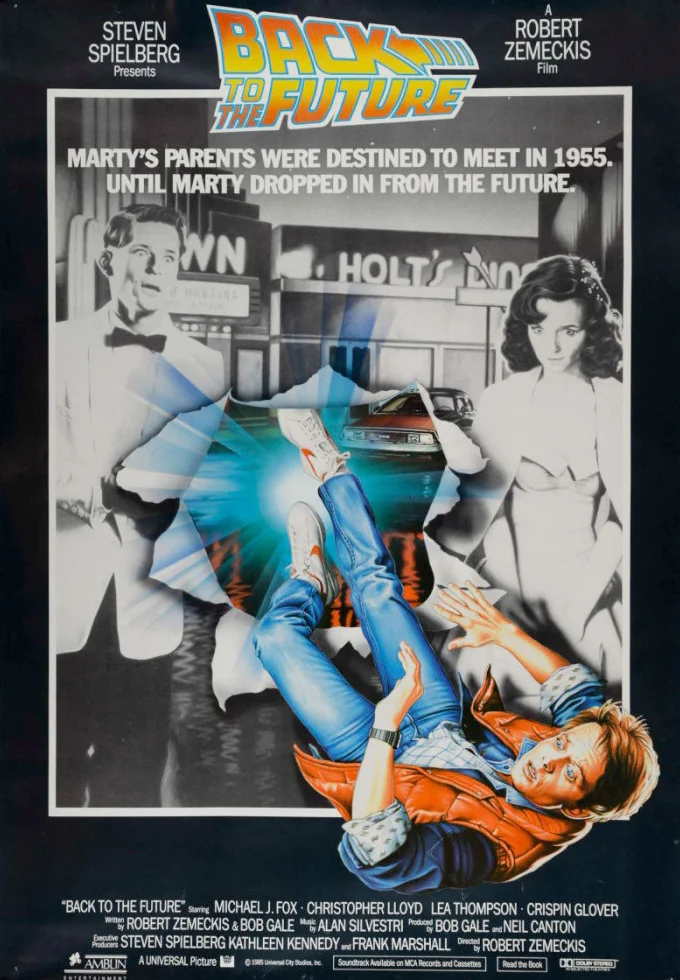 STEVEN
SPIELBERG
Presents
BACK
TO
THE FUTURE
A
ROBERT
ZEMECKIS
Film
MARTY'S PARENTS WERE DESTINED TO MEET IN 1955.
UNTIL MARTY DROPPED IN FROM THE FUTURE.
WN
HOLT'S DIN
"BACK TO THE FUTURE" Starring MICHAEL J. FOX · CHRISTOPHER LLOYD LEA THOMPSON · CRISPIN GLOVER
Written by ROBERT ZEMECKIS & BOB GALE Music by ALAN SILVESTRI Produced by BOB GALE and NEIL CANTON
Executive Producers STEVEN SPIELBERG KATHLEEN KENNEDY and FRANK MARSHALL Directed by ROBERT ZEMECKIS
AMBLIN
ENTERTAINMENT
A UNIVERSAL Picture
© 1985 Universal City Studios, Inc.
Soundtrack Available on MCA Records and Cassettes
Read the Book
DOLBY STEREO